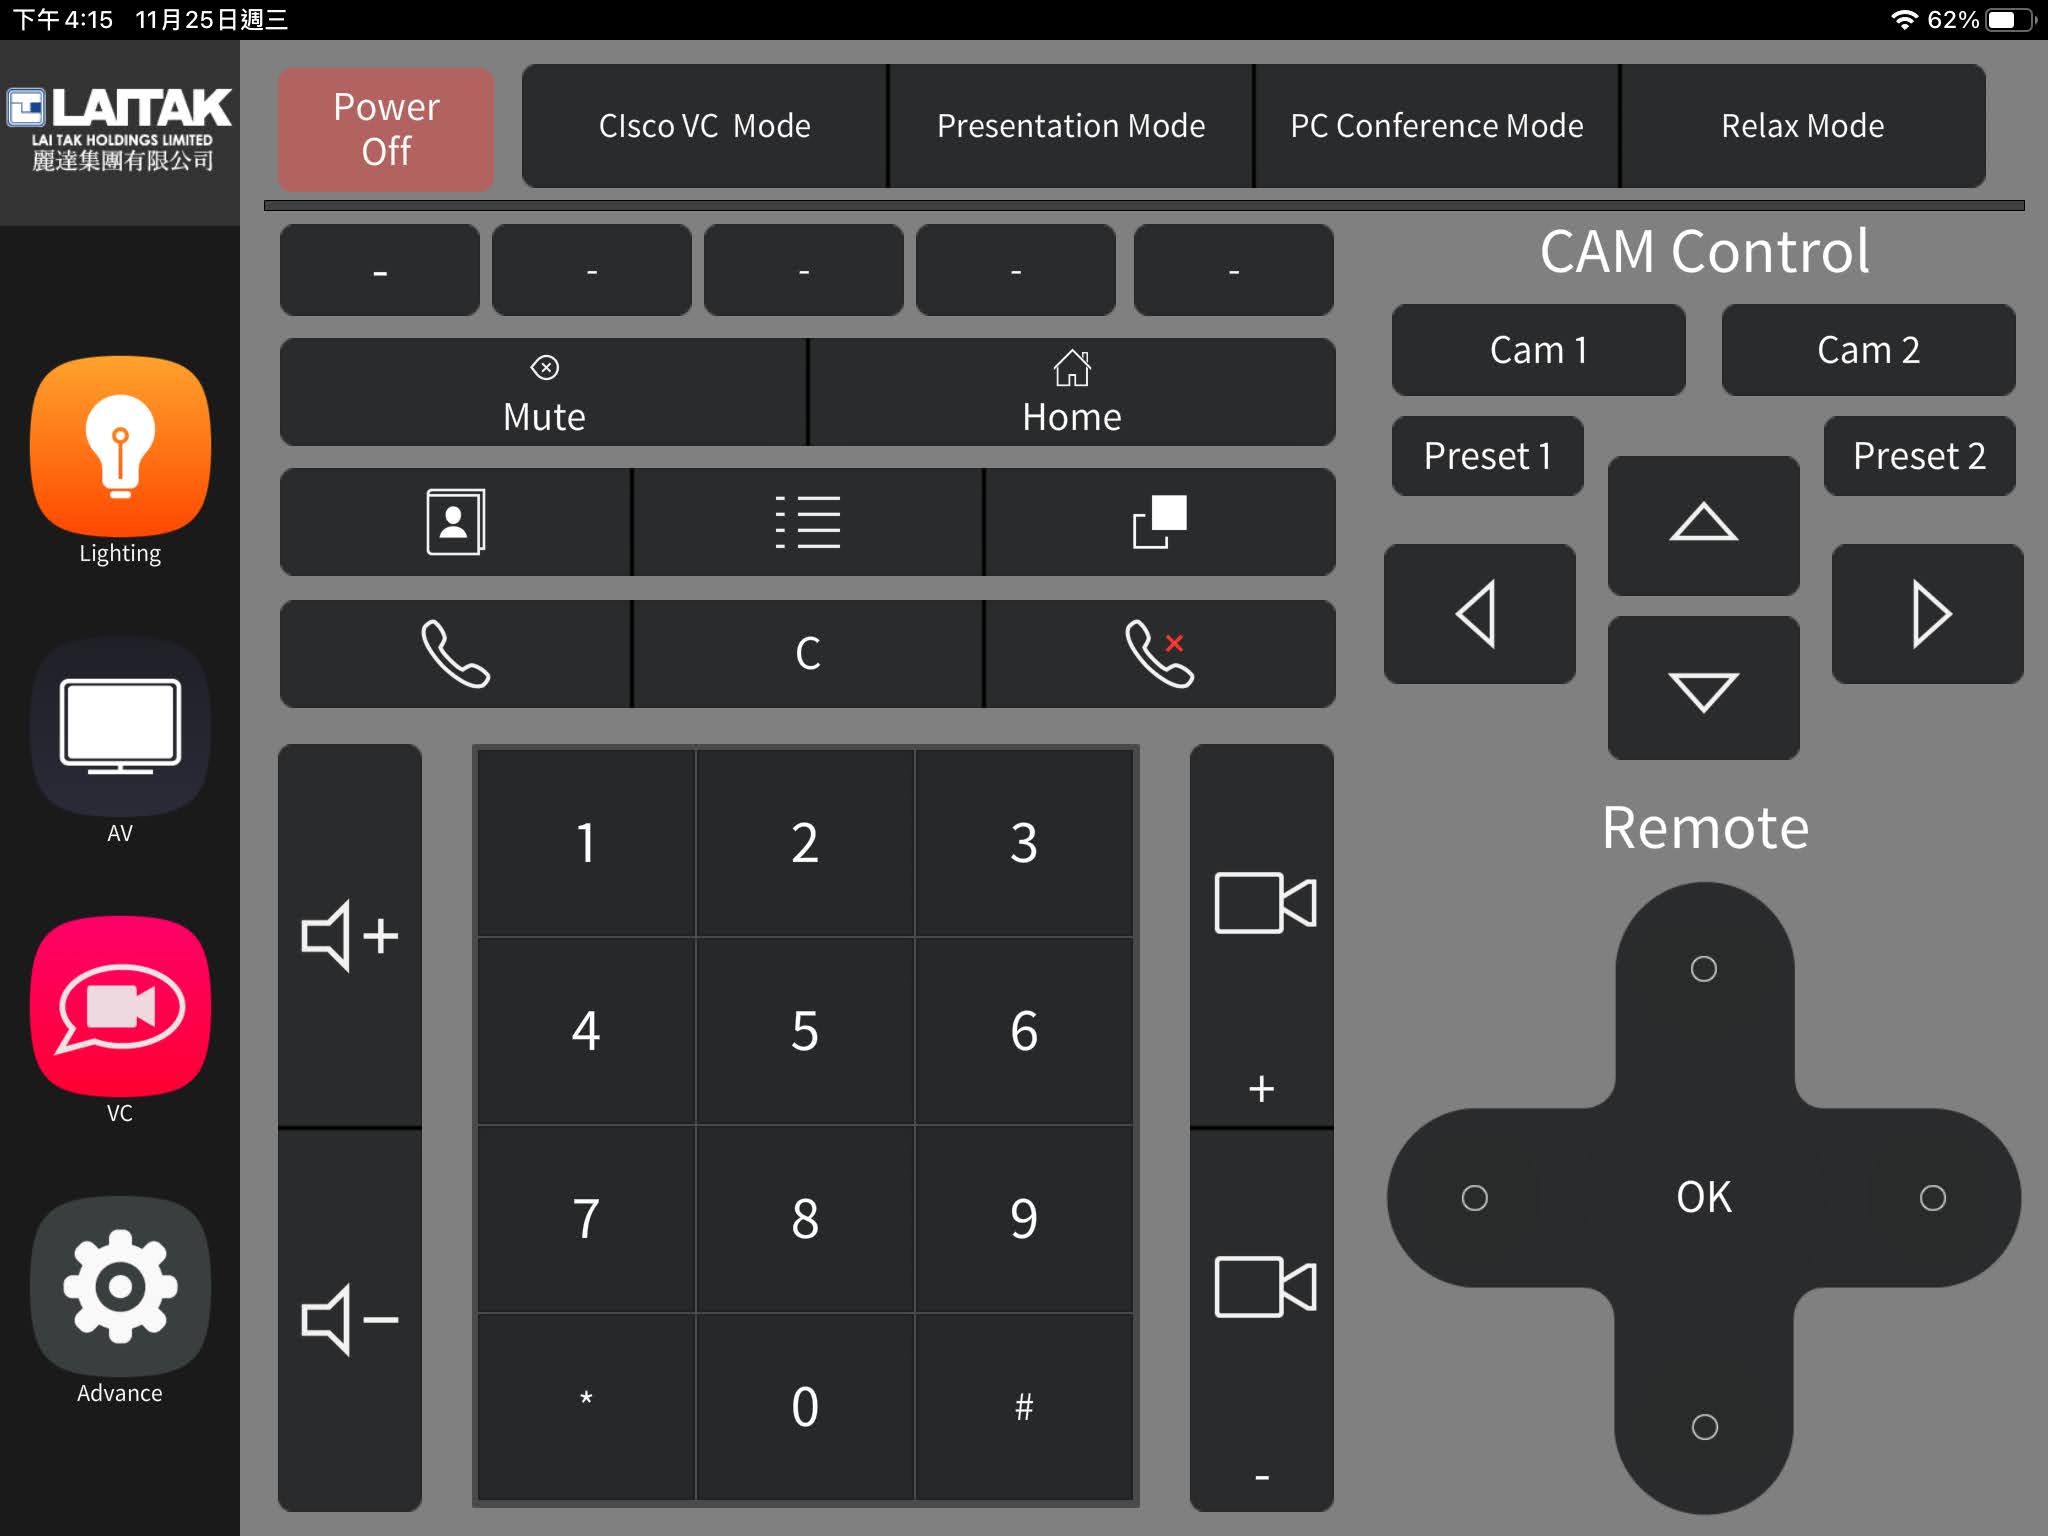 下午4:15 11月25日週三 62%
LAITAK
LAI TAK HOLDINGS LIMITED
麗達集團有限公司
Power
Off
CIsco VC  Mode
Presentation Mode
PC Conference Mode
Relax Mode
- - - - -
Mute
Home
C
1 2 3
4 5 6
7 8 9
* 0 #
+
-
+
-
CAM Control
Cam 1
Cam 2
Preset 1
Preset 2
Remote
OK
Lighting
AV
VC
Advance